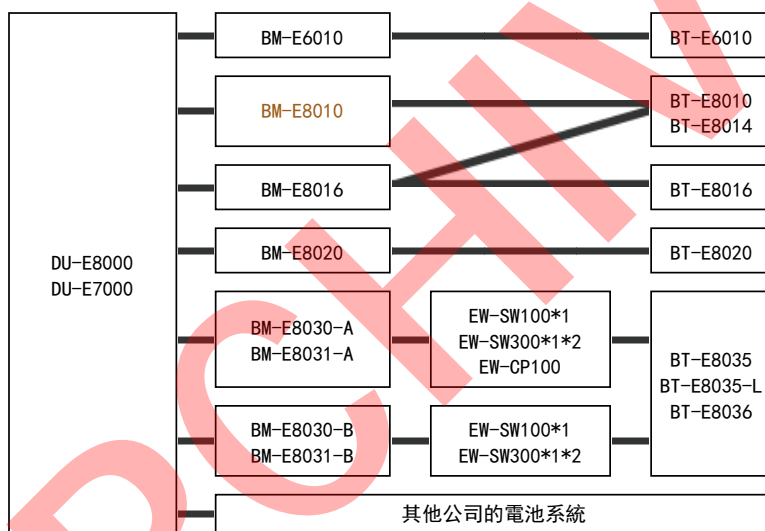 DU-E8000
DU-E7000
BM-E6010
BT-E6010
BM-E8010
BT-E8010
BT-E8014
BM-E8016
BT-E8016
BM-E8020
BT-E8020
BM-E8030-A
BM-E8031-A
EW-SW100*1
EW-SW300*1*2
EW-CP100
BT-E8035
BT-E8035-L
BT-E8036
BM-E8030-B
BM-E8031-B
EW-SW100*1
EW-SW300*1*2
其他公司的電池系統